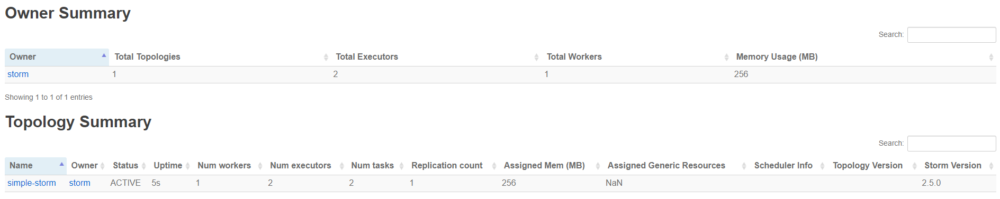 Owner Summary
Search:
Owner Total Topologies Total Executors Total Workers Memory Usage (MB)
storm 1 2 1 256
Showing 1 to 1 of 1 entries
Topology Summary
Search:
Name Owner Status Uptime Num workers Num executors Num tasks Replication count Assigned Mem (MB) Assigned Generic Resources Scheduler Info Topology Version Storm Version
simple-storm storm ACTIVE 5s 1 2 2 1 256 NaN 2.5.0